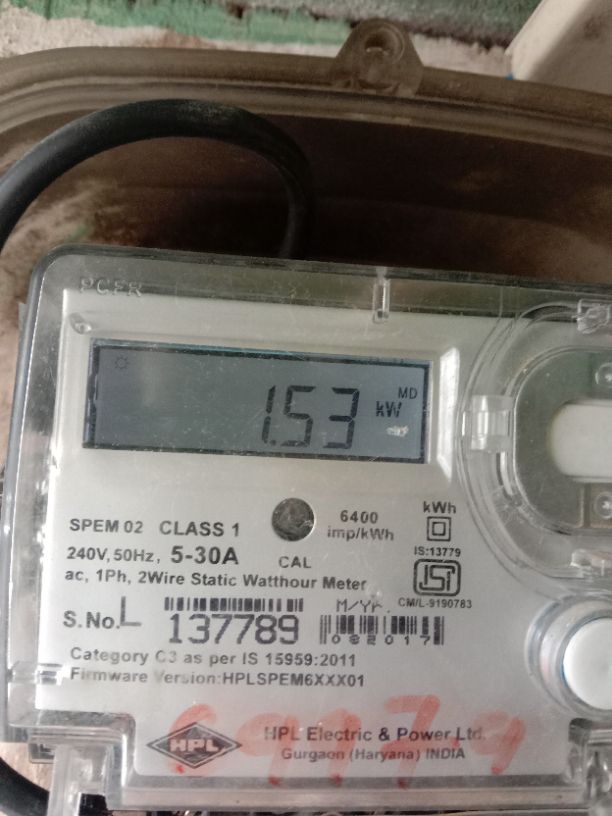 PCFR
MD
1.53 kW
SPEM 02 CLASS 1
6400
imp/kWh
kWh
IS:13779
240V, 50Hz, 5-30A
CAL
ac, 1Ph, 2Wire Static Watthour Meter
ISI
CM/L-9190783
M/YR.
S.No.L 137789
082017
Category C3 as per IS 15959:2011
Firmware Version:HPLSPEM6XXX01
HPL
HPL Electric & Power Ltd.
Gurgaon (Haryana) INDIA